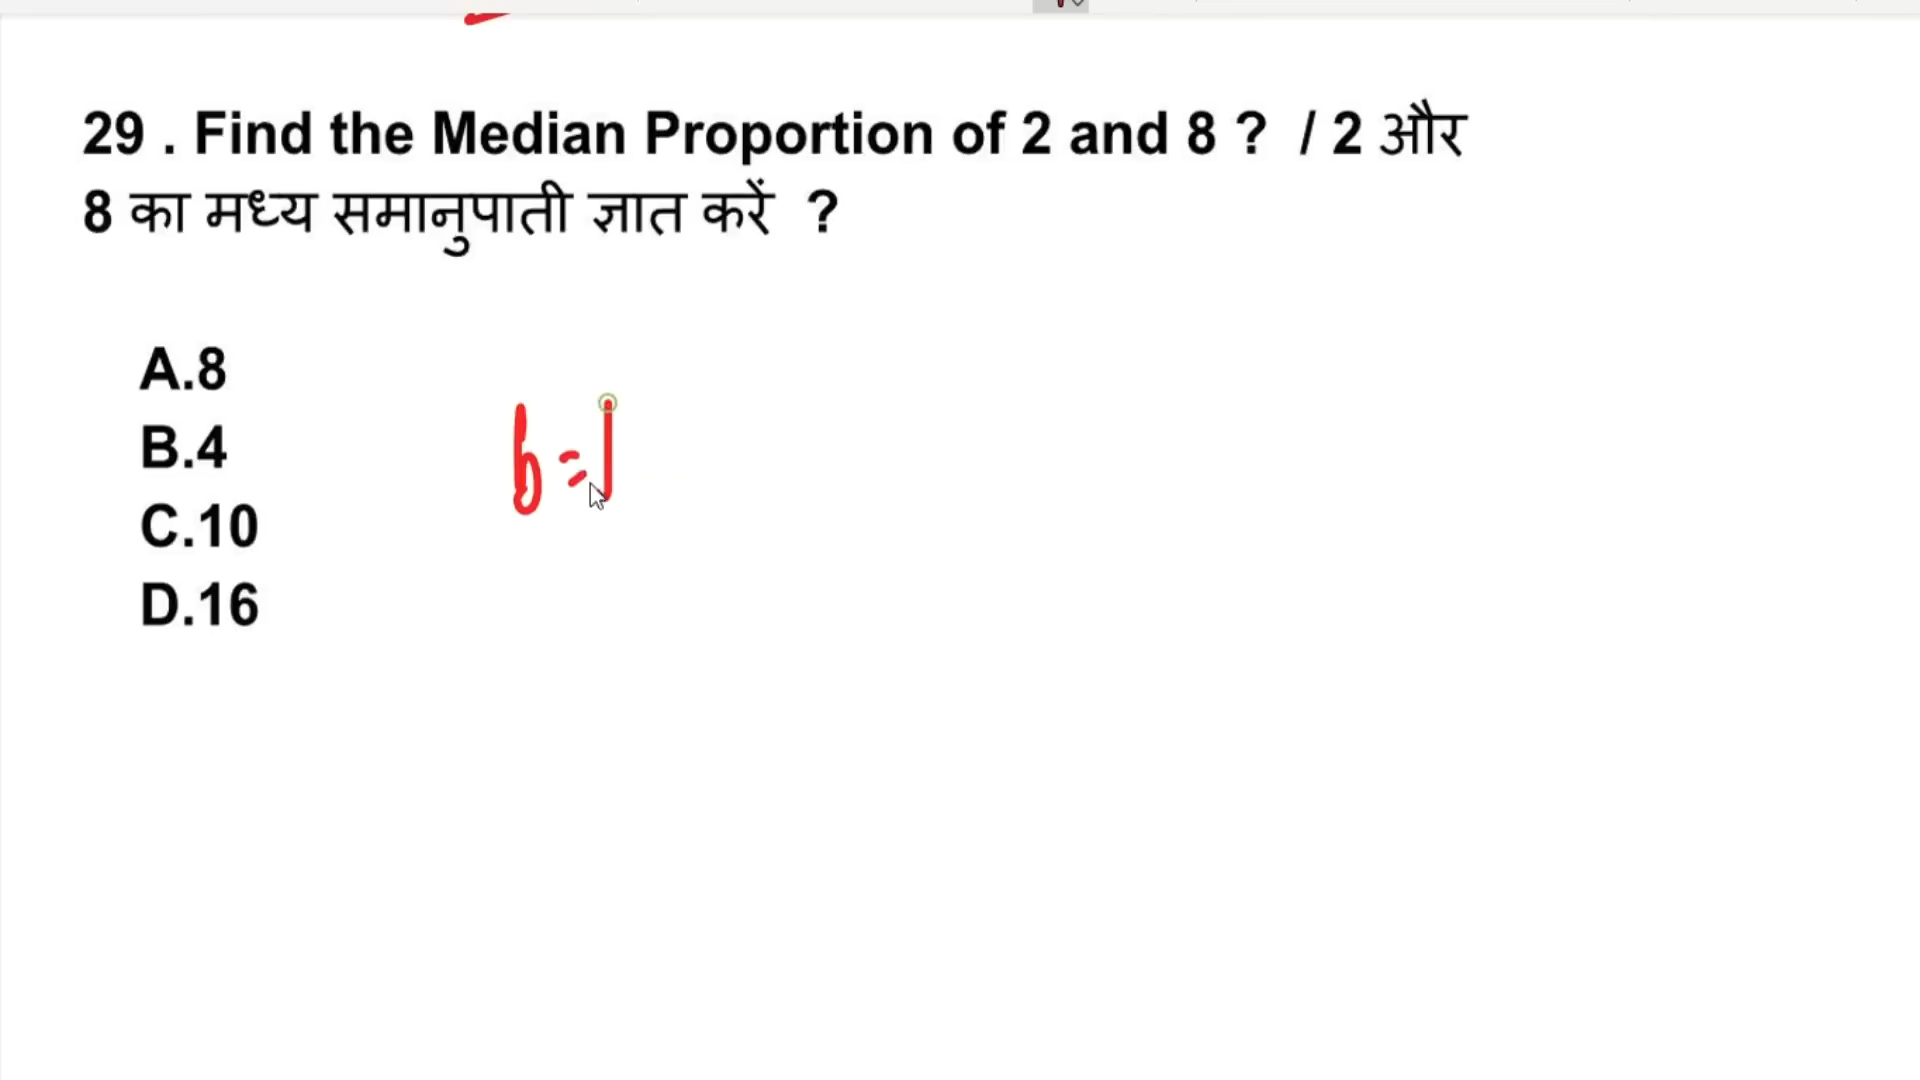 29 . Find the Median Proportion of 2 and 8 ? / 2 और
8 का मध्य समानुपाती ज्ञात करें ?
A.8
B.4
b =
C.10
D.16